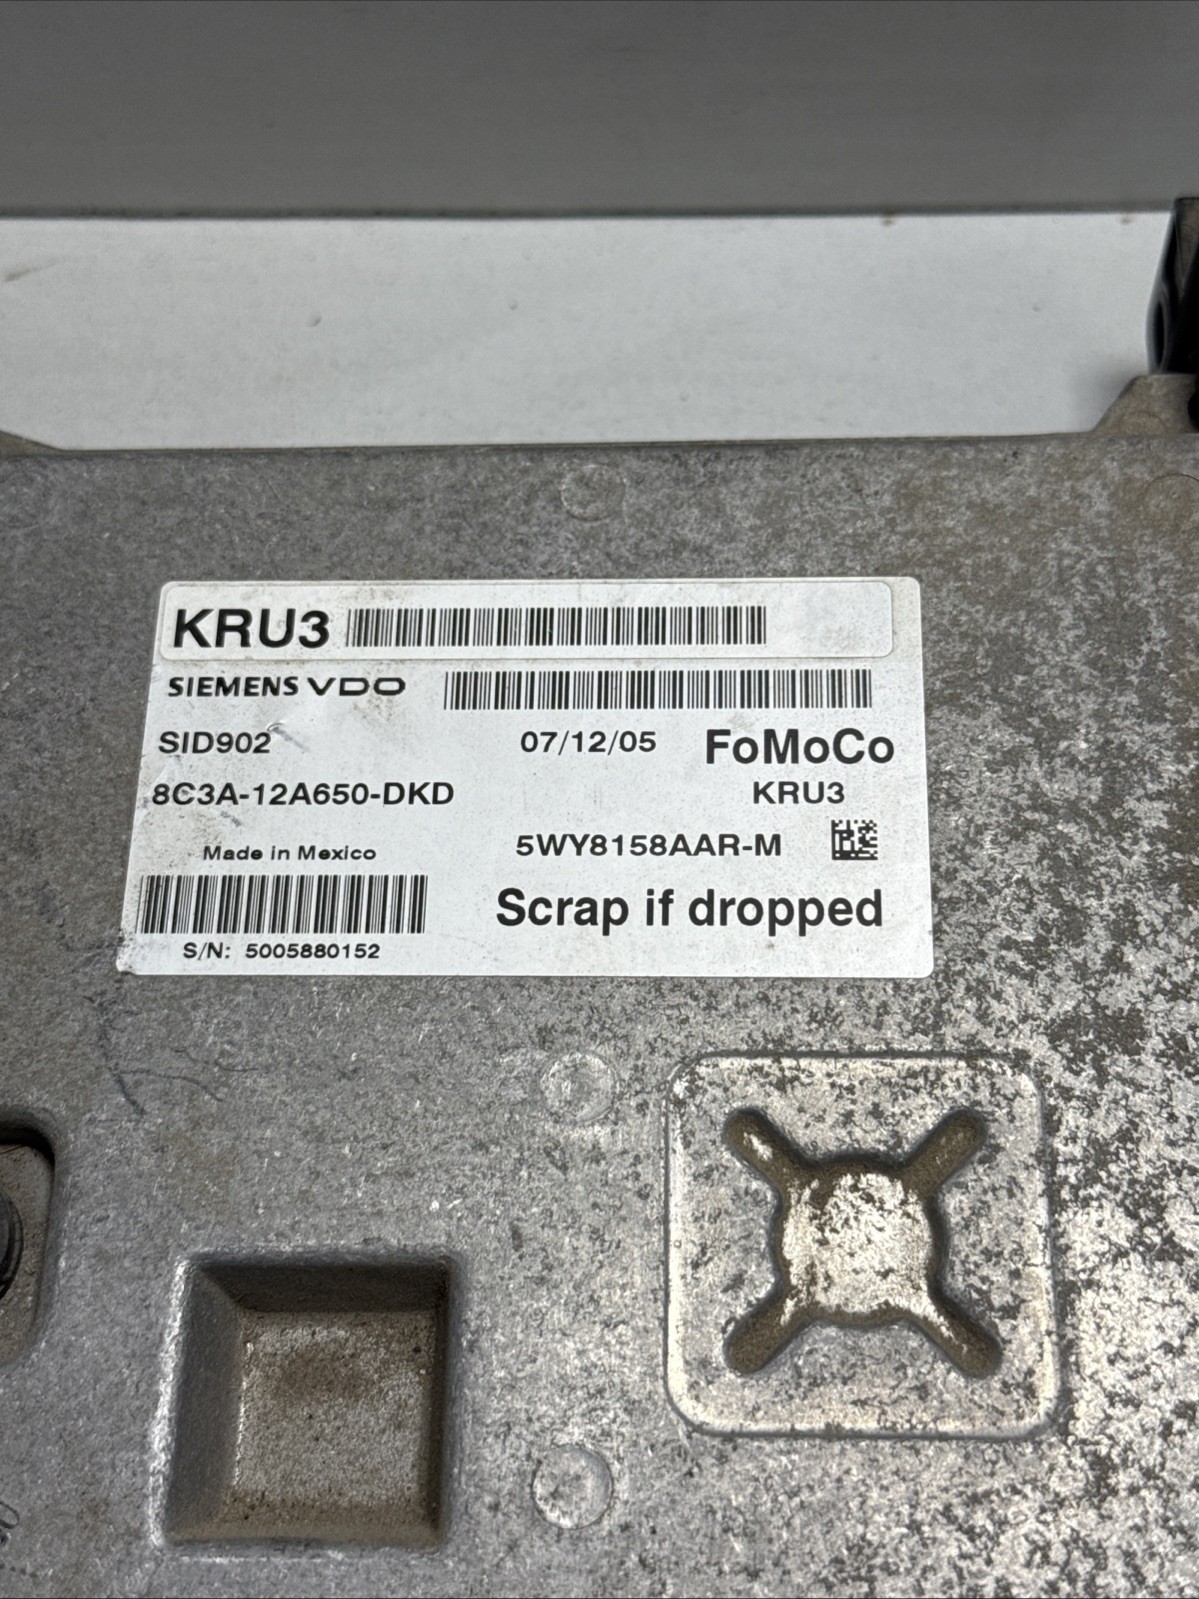 KRU3
SIEMENS VDO
SID902 07/12/05 FoMoCo
8C3A-12A650-DKD KRU3
Made in Mexico 5WY8158AAR-M
Scrap if dropped
S/N: 5005880152